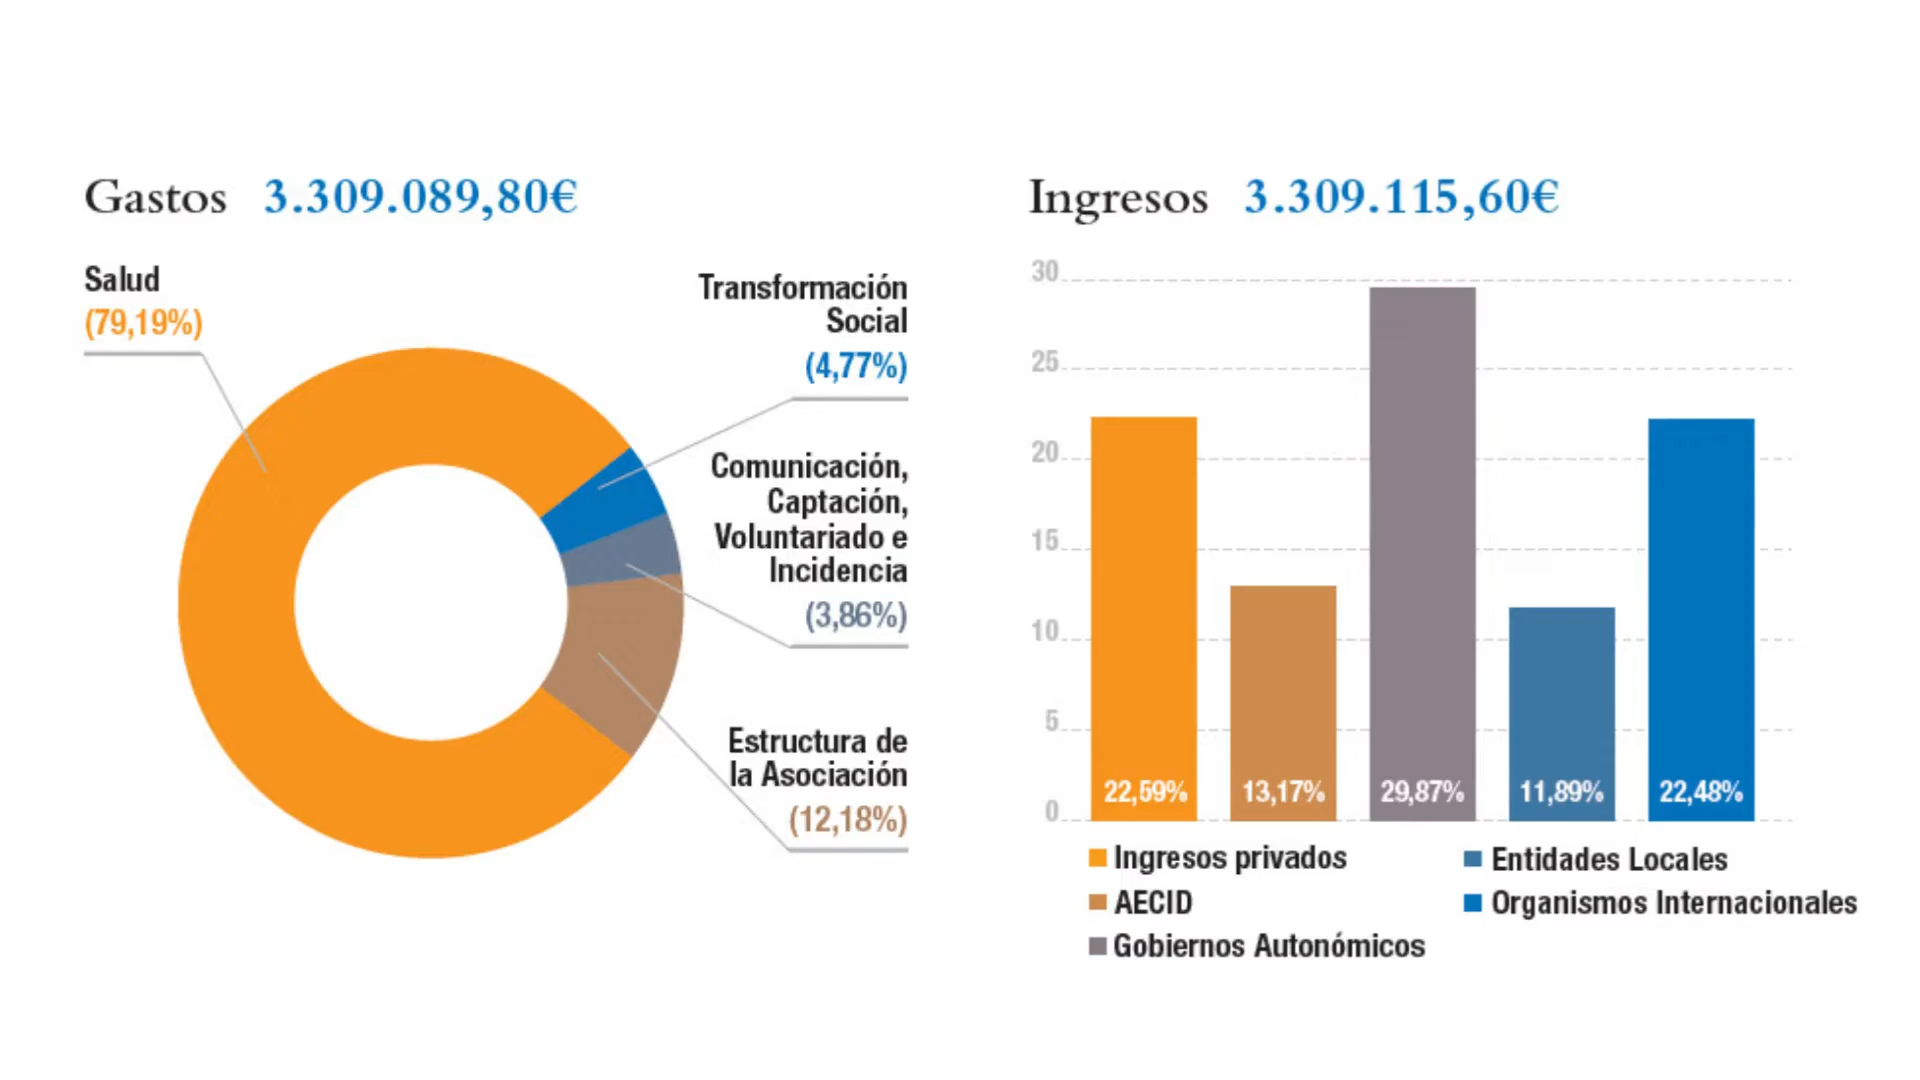 Gastos 3.309.089,80€
Salud
(79,19%)
Transformación
Social
(4,77%)
Comunicación,
Captación,
Voluntariado e
Incidencia
(3,86%)
Estructura de
la Asociación
(12,18%)
Ingresos 3.309.115,60€
30
25
20
15
10
5
0
22,59% 13,17% 29,87% 11,89% 22,48%
Ingresos privados
AECID
Gobiernos Autonómicos
Entidades Locales
Organismos Internacionales